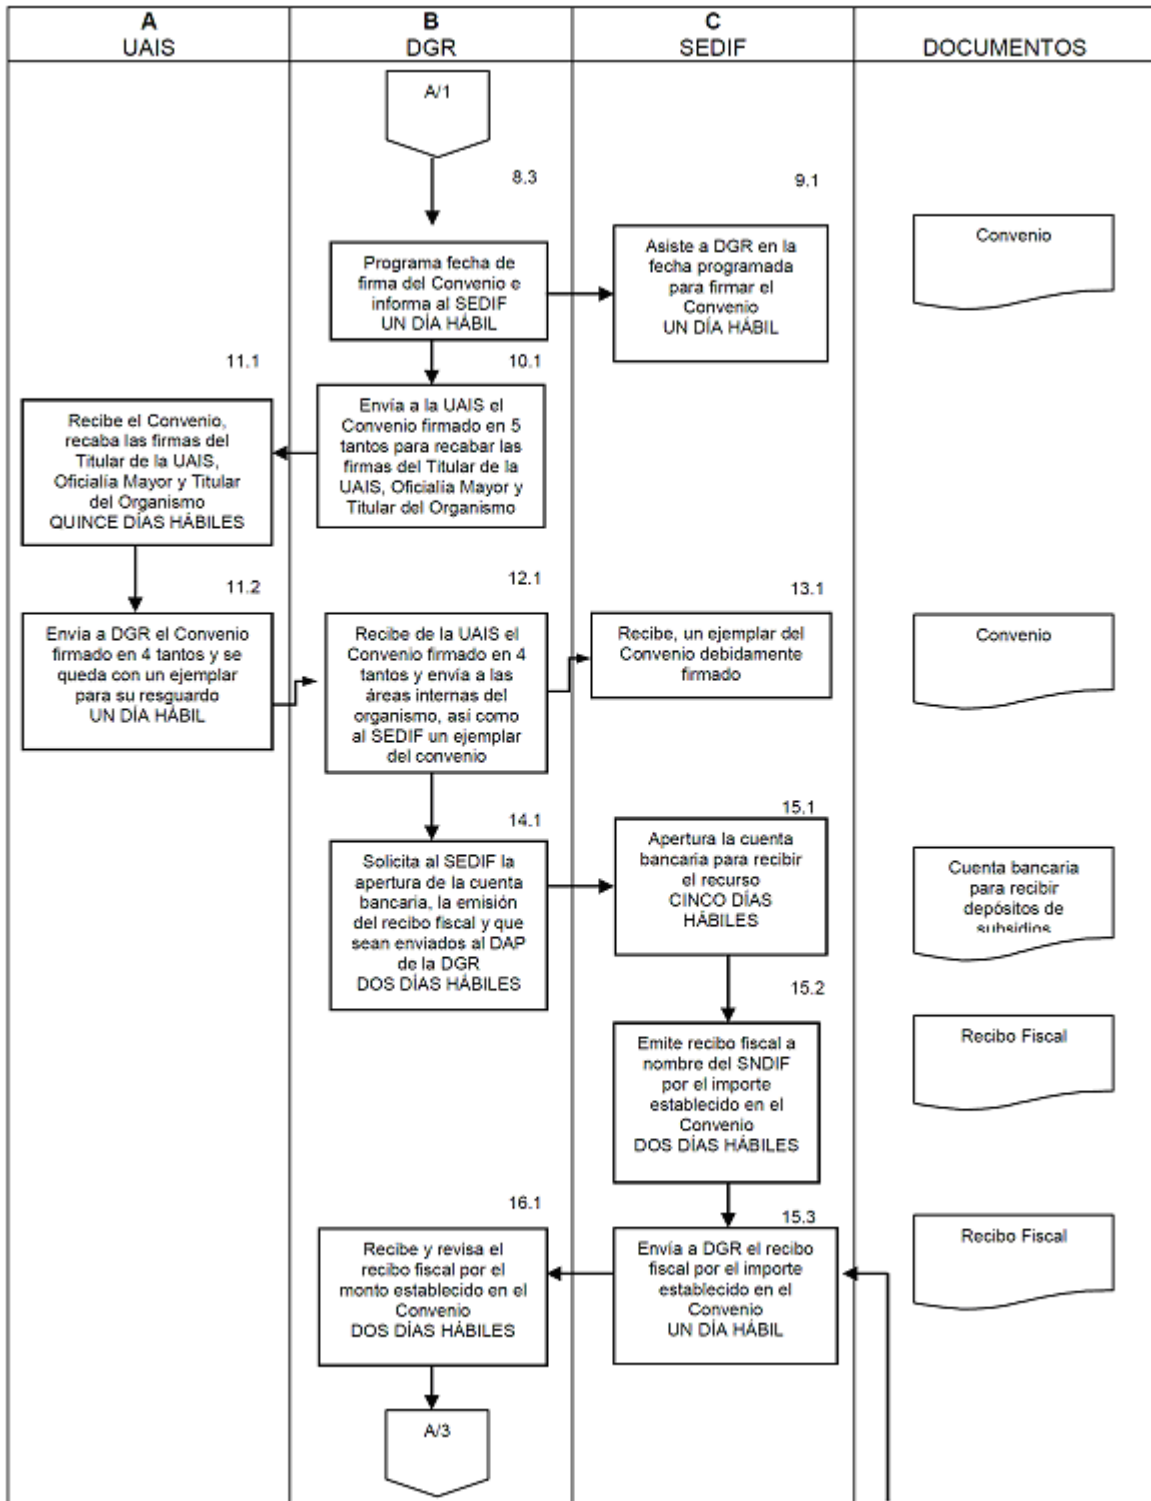 A
UAIS
B
DGR
C
SEDIF
DOCUMENTOS
A/1
8.3
9.1
Programa fecha de
firma del Convenio e
informa al SEDIF
UN DÍA HÁBIL
Asiste a DGR en la
fecha programada
para firmar el
Convenio
UN DÍA HÁBIL
Convenio
11.1
10.1
Recibe el Convenio,
recaba las firmas del
Titular de la UAIS,
Oficialía Mayor y Titular
del Organismo
QUINCE DÍAS HÁBILES
Envía a la UAIS el
Convenio firmado en 5
tantos para recabar las
firmas del Titular de la
UAIS, Oficialía Mayor y
Titular del Organismo
11.2
12.1
13.1
Envía a DGR el Convenio
firmado en 4 tantos y se
queda con un ejemplar
para su resguardo
UN DÍA HÁBIL
Recibe de la UAIS el
Convenio firmado en 4
tantos y envía a las
áreas internas del
organismo, así como
al SEDIF un ejemplar
del convenio
Recibe, un ejemplar del
Convenio debidamente
firmado
Convenio
14.1
15.1
Solicita al SEDIF la
apertura de la cuenta
bancaria, la emisión
del recibo fiscal y que
sean enviados al DAP
de la DGR
DOS DÍAS HÁBILES
Apertura la cuenta
bancaria para recibir
el recurso
CINCO DÍAS
HÁBILES
Cuenta bancaria
para recibir
depósitos de
subsidios
15.2
Emite recibo fiscal a
nombre del SNDIF
por el importe
establecido en el
Convenio
DOS DÍAS HÁBILES
Recibo Fiscal
16.1
15.3
Recibe y revisa el
recibo fiscal por el
monto establecido en el
Convenio
DOS DÍAS HÁBILES
Envía a DGR el recibo
fiscal por el importe
establecido en el
Convenio
UN DÍA HÁBIL
Recibo Fiscal
A/3